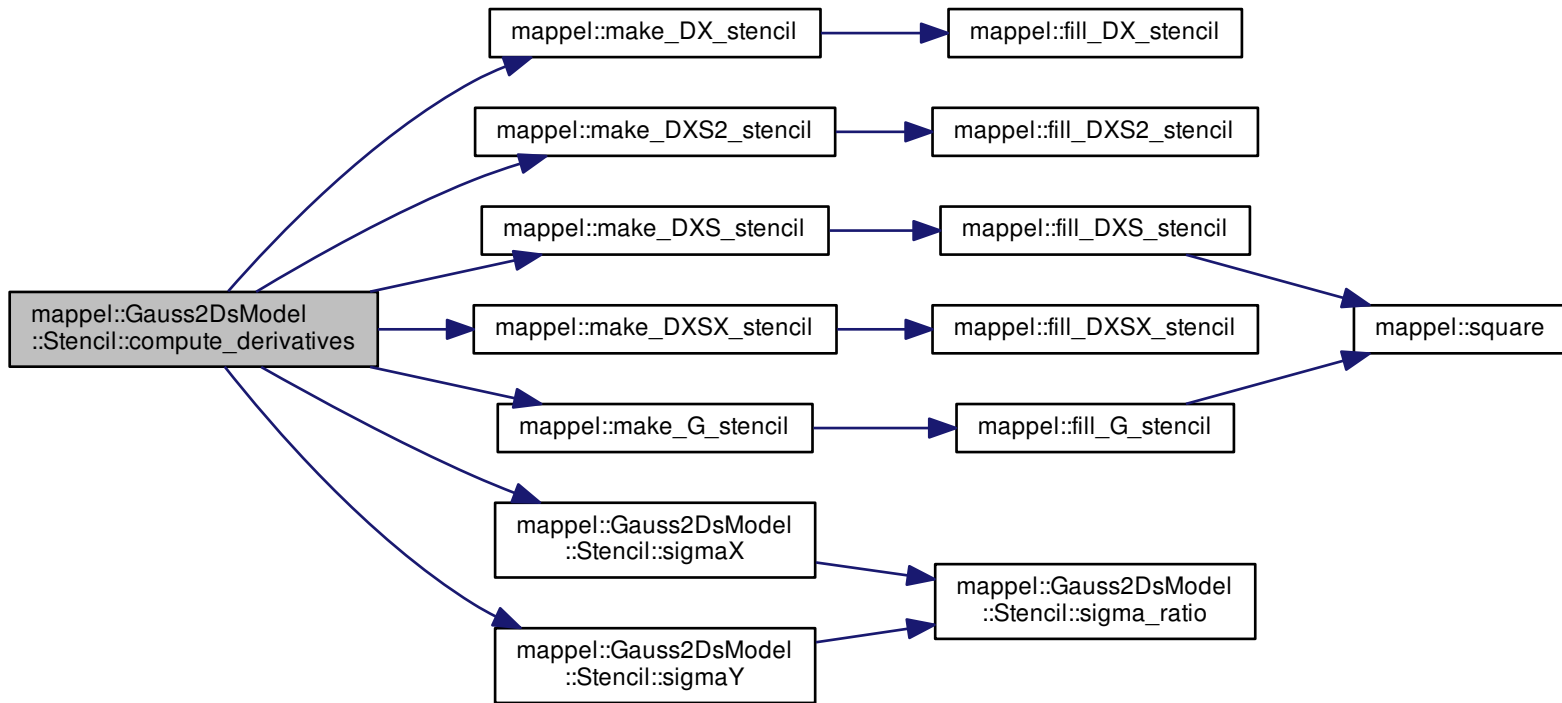 mappel::make_DX_stencil
mappel::fill_DX_stencil
mappel::make_DXS2_stencil
mappel::fill_DXS2_stencil
mappel::make_DXS_stencil
mappel::fill_DXS_stencil
mappel::Gauss2DsModel
::Stencil::compute_derivatives
mappel::make_DXSX_stencil
mappel::fill_DXSX_stencil
mappel::square
mappel::make_G_stencil
mappel::fill_G_stencil
mappel::Gauss2DsModel
::Stencil::sigmaX
mappel::Gauss2DsModel
::Stencil::sigma_ratio
mappel::Gauss2DsModel
::Stencil::sigmaY